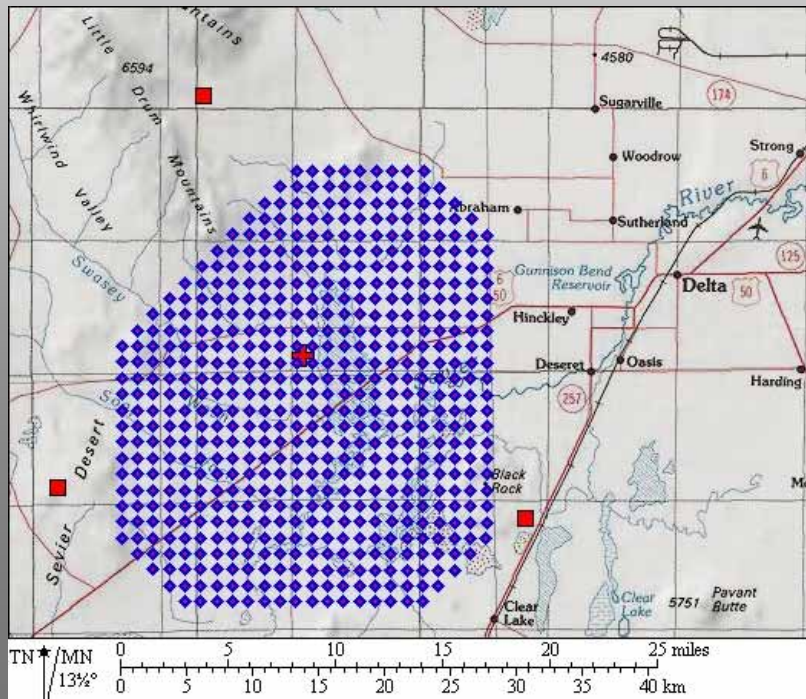 Mountains
Little
Drum
Mountains
6594
4580
174
Sugarville
Whirlwind
Valley
Woodrow
Strong
6
River
Abraham
Sutherland
Swasey
125
Gunnison Bend
Reservoir
6
50
Delta
50
Hinckley
Deseret
Oasis
Harding
257
Wash
Desert
Black
Rock
Sevier
Clear
Lake
Clear
Lake
5751
Pavant
Butte
TN
MN
13½°
0 5 10 15 20 25 miles
0 5 10 15 20 25 30 35 40 km